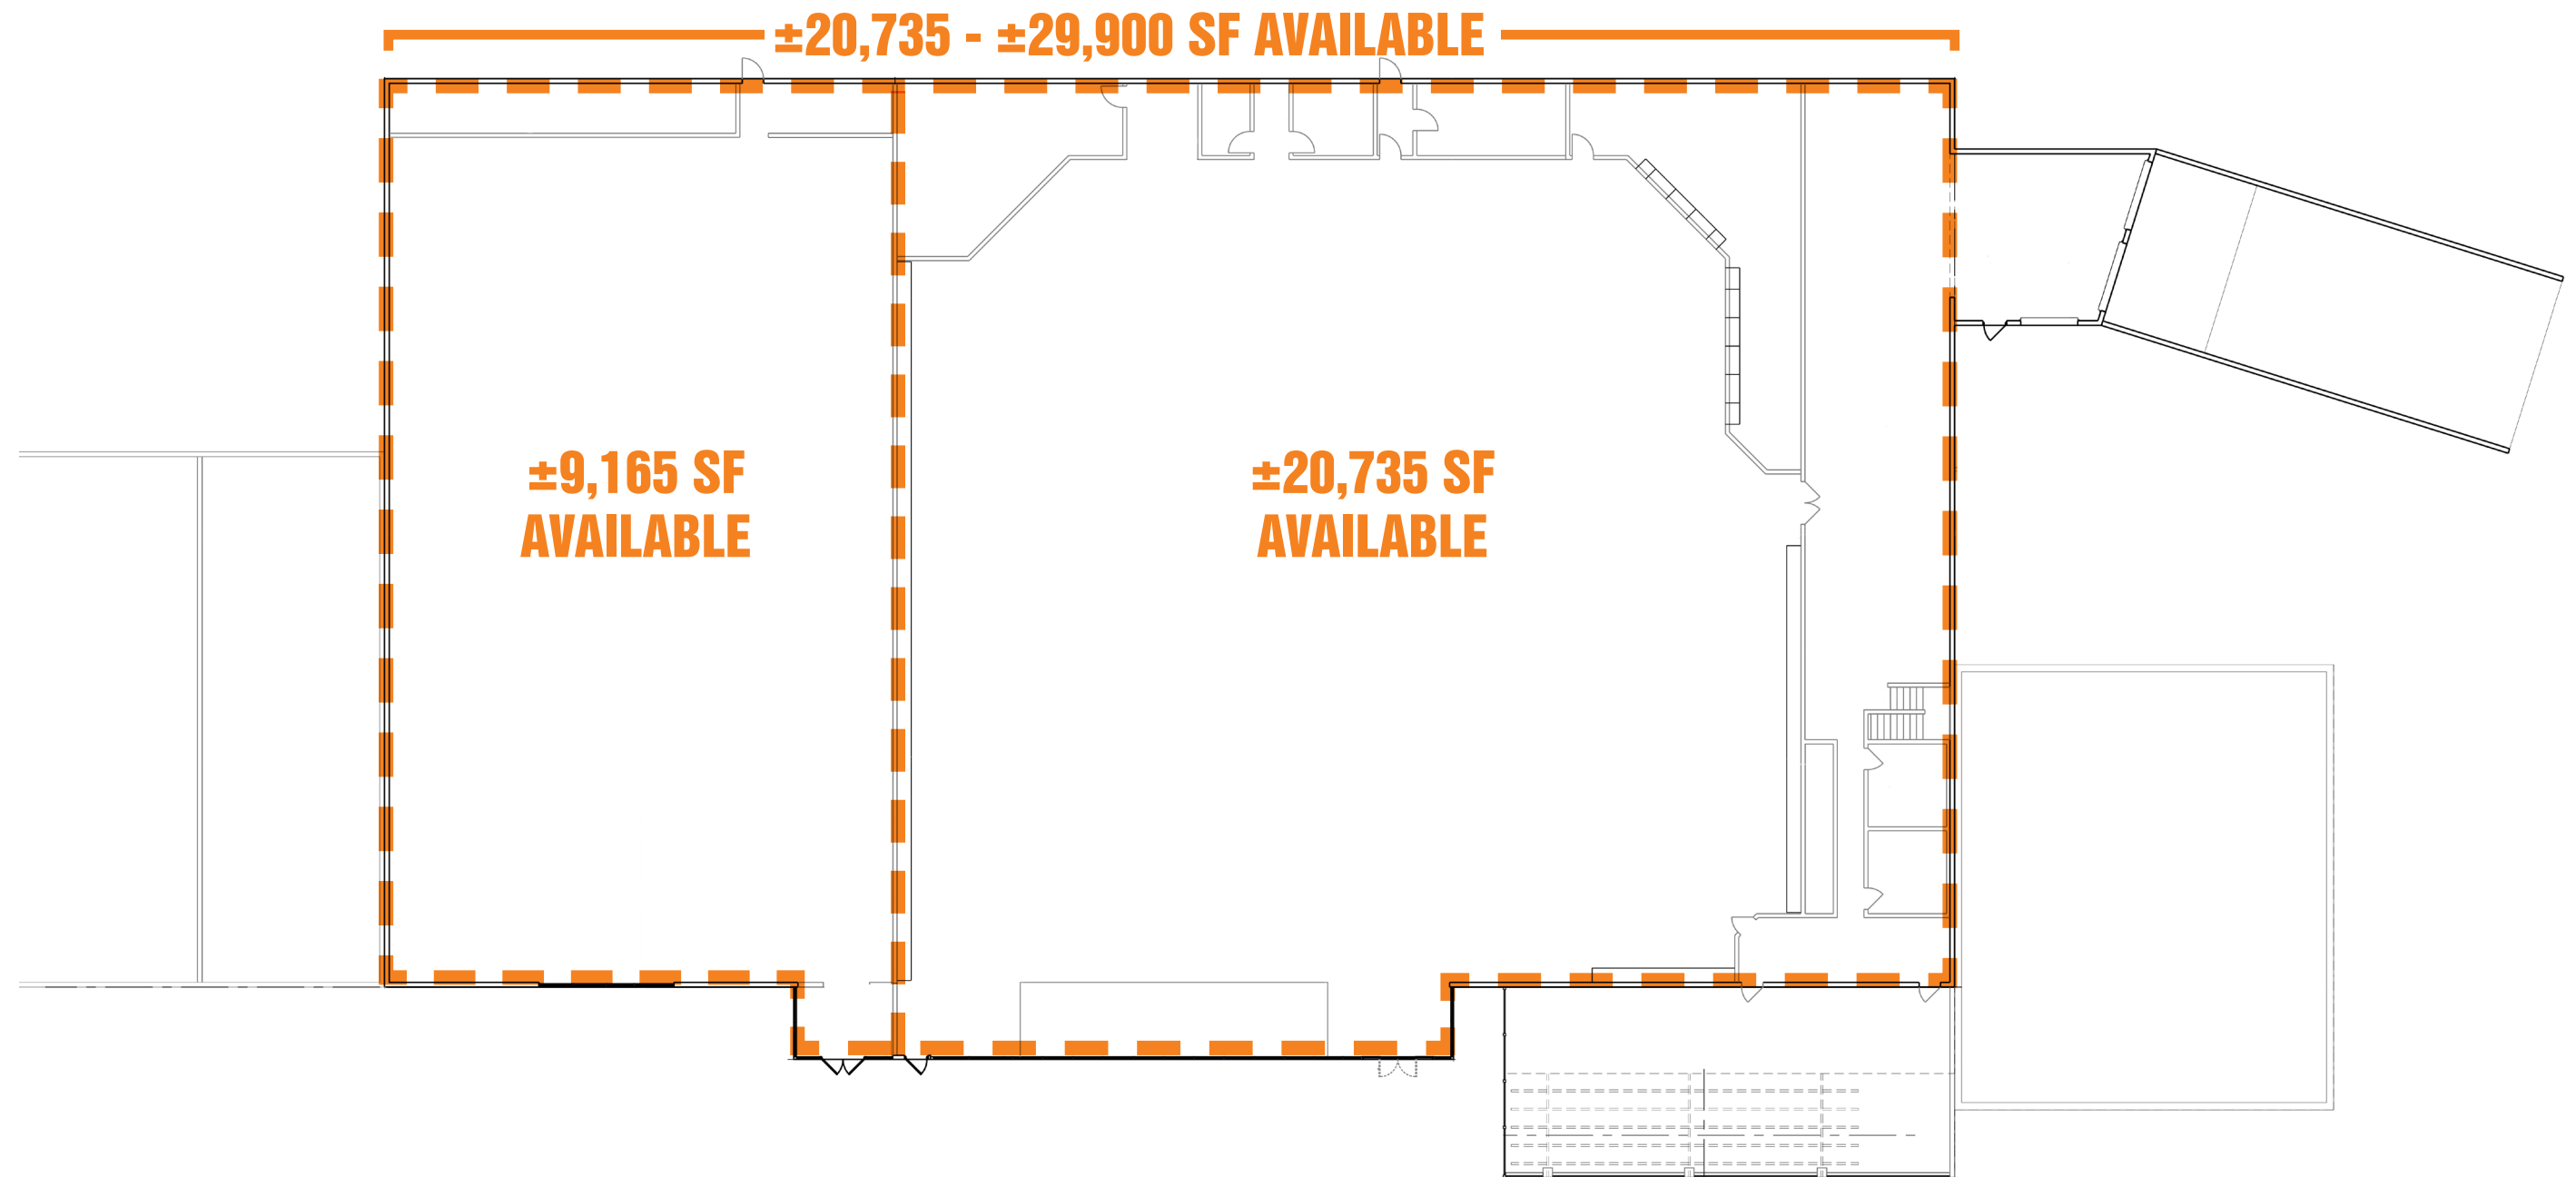 ±20,735 - ±29,900 SF AVAILABLE
±9,165 SF
AVAILABLE
±20,735 SF
AVAILABLE